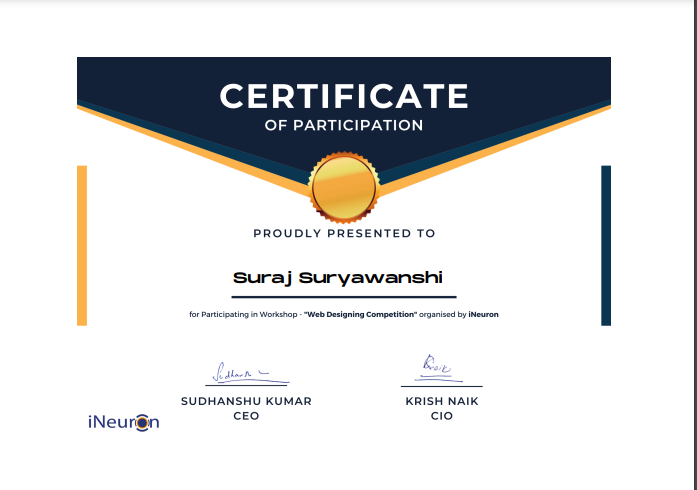 CERTIFICATE
OF PARTICIPATION
PROUDLY PRESENTED TO
Suraj Suryawanshi
for Participating in Workshop - "Web Designing Competition" organised by iNeuron
Sudhansh
Krish
SUDHANSHU KUMAR
KRISH NAIK
CEO
CIO
iNeuron